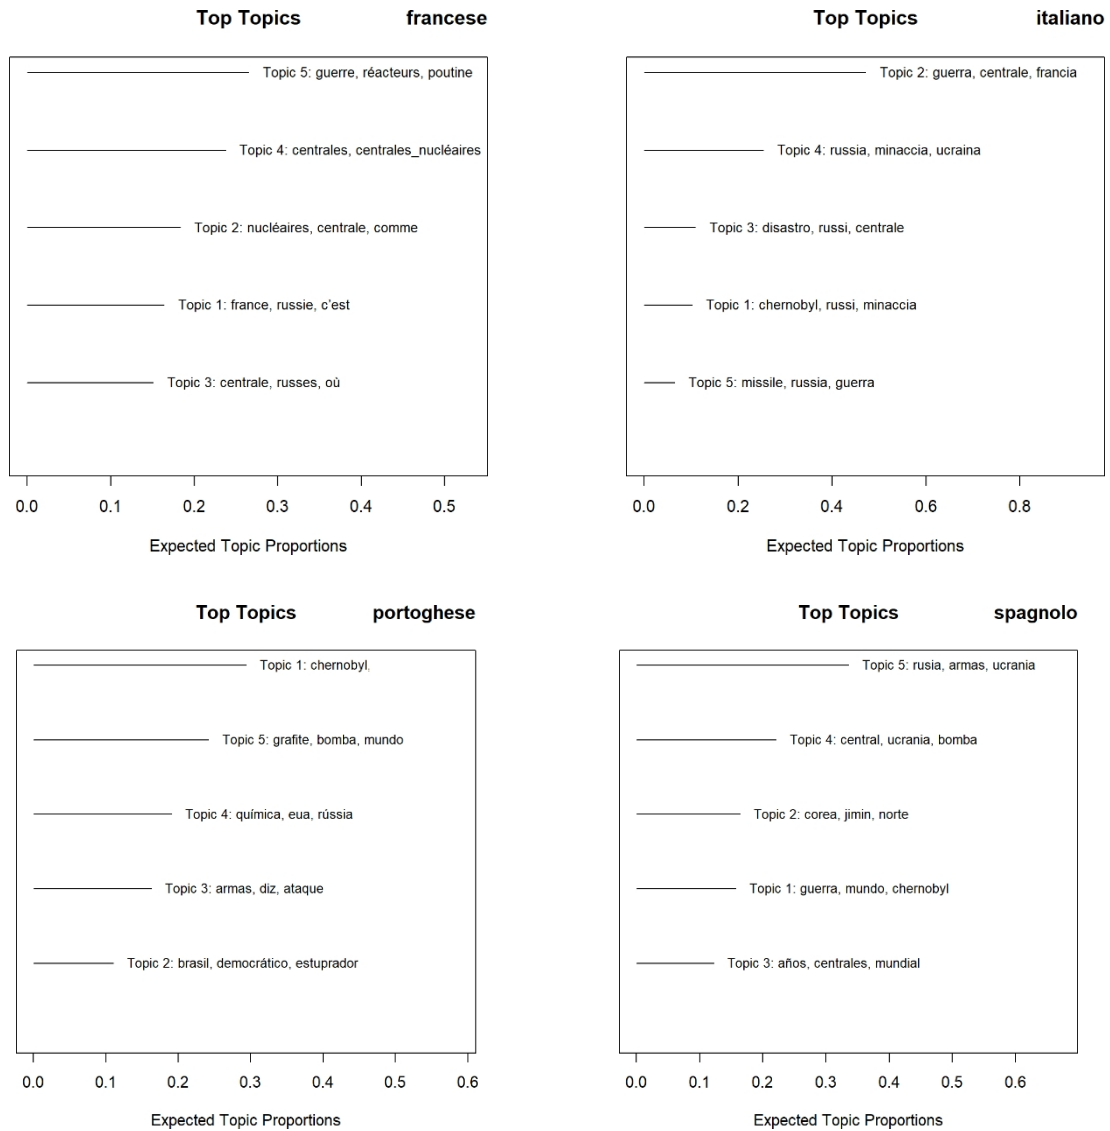 Top Topics francese
Topic 5: guerre, réacteurs, poutine
Topic 4: centrales, centrales_nucléaires
Topic 2: nucléaires, centrale, comme
Topic 1: france, russie, c'est
Topic 3: centrale, russes, où
0.0 0.1 0.2 0.3 0.4 0.5
Expected Topic Proportions
Top Topics italiano
Topic 2: guerra, centrale, francia
Topic 4: russia, minaccia, ucraina
Topic 3: disastro, russi, centrale
Topic 1: chernobyl, russi, minaccia
Topic 5: missile, russia, guerra
0.0 0.2 0.4 0.6 0.8
Expected Topic Proportions
Top Topics portoghese
Topic 1: chernobyl,
Topic 5: grafite, bomba, mundo
Topic 4: química, eua, rússia
Topic 3: armas, diz, ataque
Topic 2: brasil, democrático, estuprador
0.0 0.1 0.2 0.3 0.4 0.5 0.6
Expected Topic Proportions
Top Topics spagnolo
Topic 5: rusia, armas, ucrania
Topic 4: central, ucrania, bomba
Topic 2: corea, jimin, norte
Topic 1: guerra, mundo, chernobyl
Topic 3: años, centrales, mundial
0.0 0.1 0.2 0.3 0.4 0.5 0.6
Expected Topic Proportions